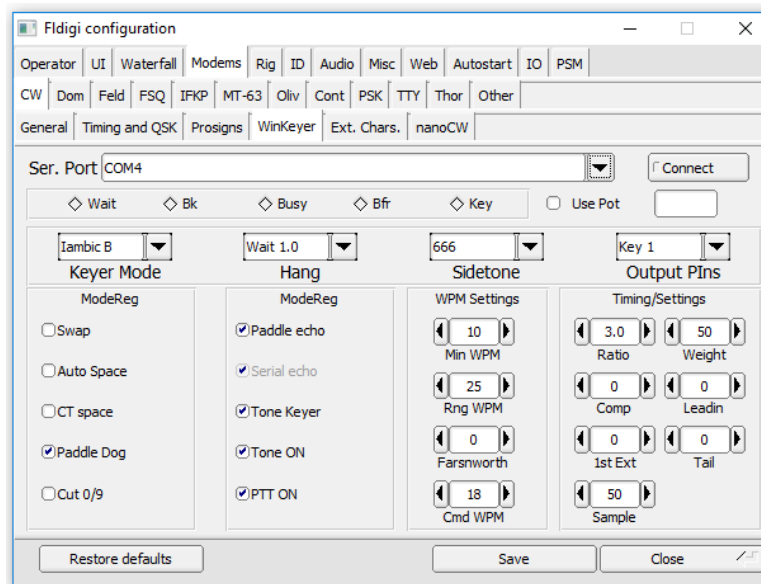 Fldigi configuration
Operator UI Waterfall Modems Rig ID Audio Misc Web Autostart IO PSM
CW Dom Feld FSQ IFKP MT-63 Oliv Cont PSK TTY Thor Other
General Timing and QSK Prosigns WinKeyer Ext. Chars. nanoCW
Ser. Port COM4 Connect
Wait Bk Busy Bfr Key Use Pot
Iambic B Wait 1.0 666 Key 1
Keyer Mode Hang Sidetone Output PIns
ModeReg ModeReg WPM Settings Timing/Settings
Swap Paddle echo 10 3.0 50
Min WPM Ratio Weight
Auto Space Serial echo 25 0 0
Rng WPM Comp Leadin
CT space Tone Keyer
Paddle Dog Tone ON 0 0 0
Farsnworth 1st Ext Tail
Cut 0/9 PTT ON 18 50
Cmd WPM Sample
Restore defaults Save Close